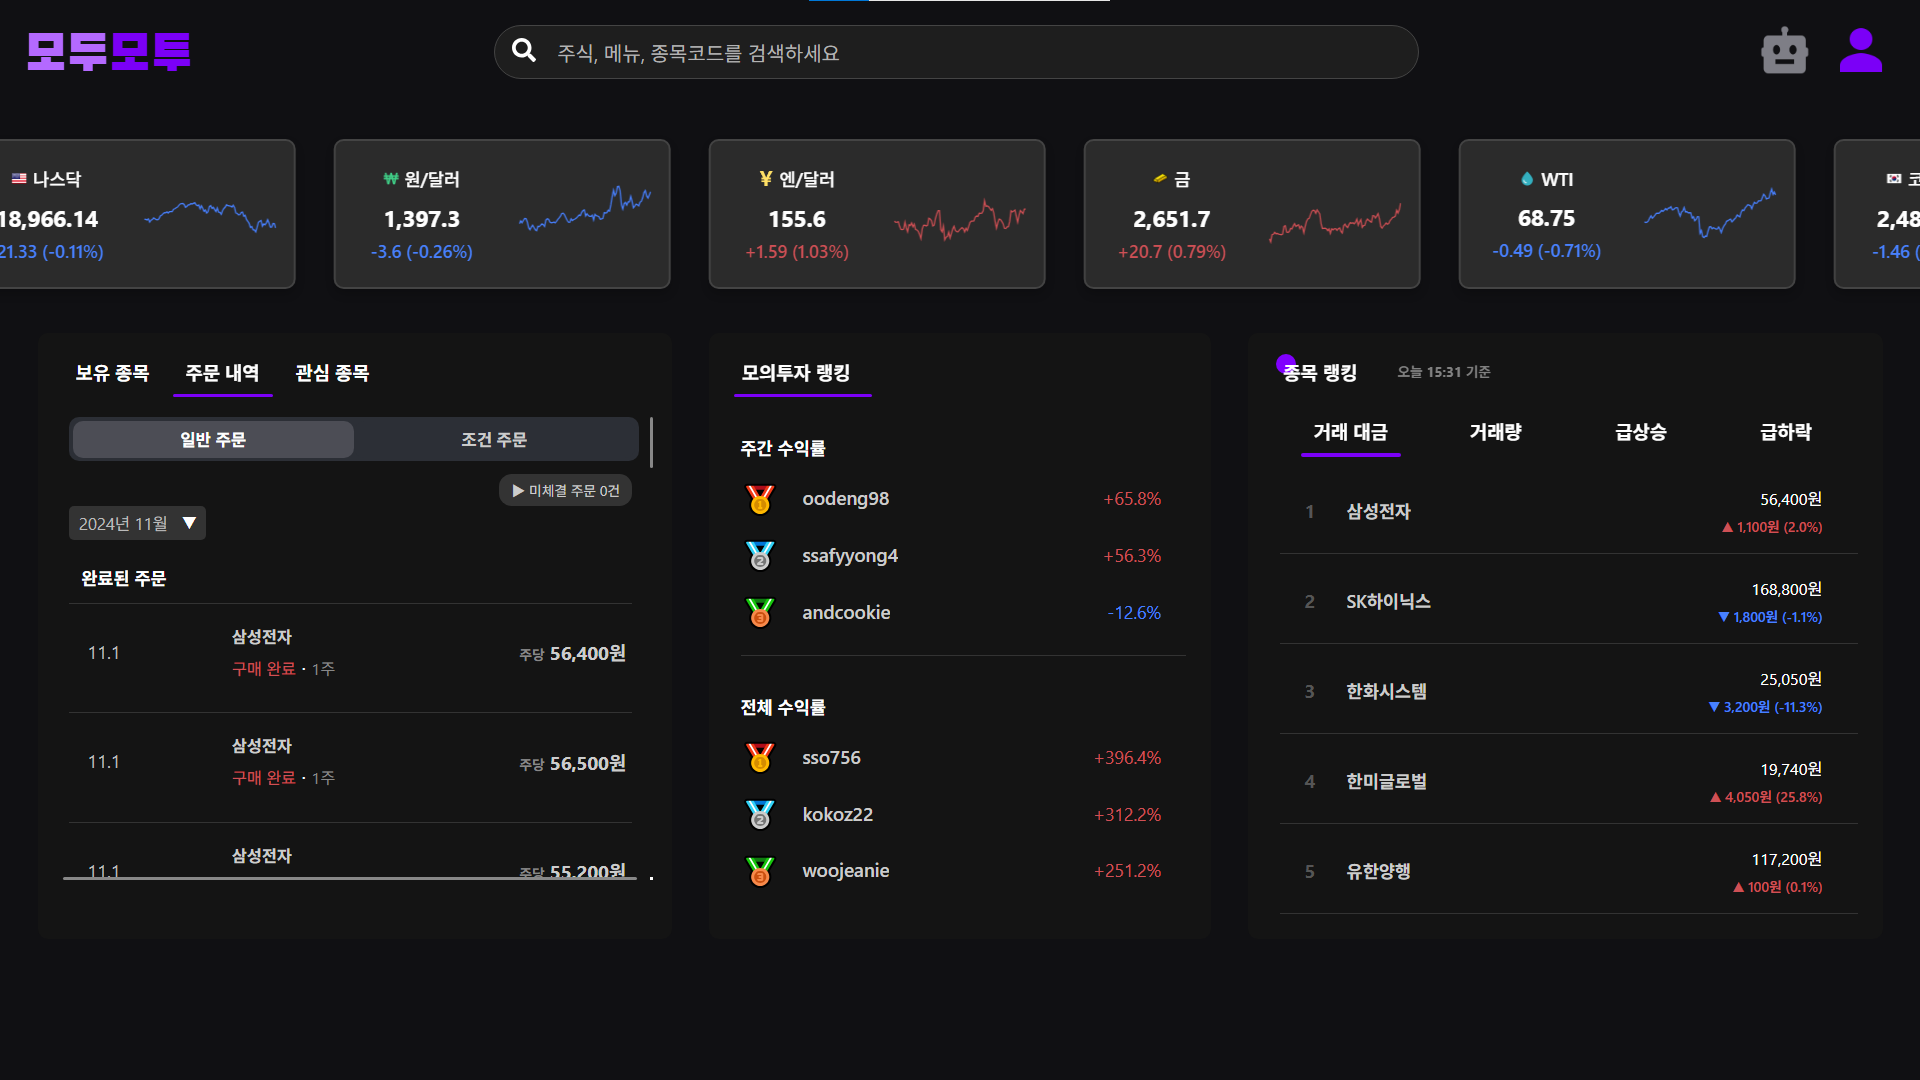 모두모투
주식, 메뉴, 종목코드를 검색하세요
나스닥
18,966.14
21.33 (-0.11%)
원/달러
1,397.3
-3.6 (-0.26%)
엔/달러
155.6
+1.59 (1.03%)
금
2,651.7
+20.7 (0.79%)
WTI
68.75
-0.49 (-0.71%)
코
2,48
-1.46 (
보유 종목
주문 내역
관심 종목
일반 주문
조건 주문
▶ 미체결 주문 0건
2024년 11월 ▼
완료된 주문
11.1
삼성전자
구매 완료 · 1주
주당 56,400원
11.1
삼성전자
구매 완료 · 1주
주당 56,500원
11.1
삼성전자
주당 55,200원
모의투자 랭킹
주간 수익률
oodeng98 +65.8%
ssafyyong4 +56.3%
andcookie -12.6%
전체 수익률
sso756 +396.4%
kokoz22 +312.2%
woojeanie +251.2%
종목 랭킹
오늘 15:31 기준
거래 대금
거래량
급상승
급하락
1 삼성전자
56,400원
▲ 1,100원 (2.0%)
2 SK하이닉스
168,800원
▼ 1,800원 (-1.1%)
3 한화시스템
25,050원
▼ 3,200원 (-11.3%)
4 한미글로벌
19,740원
▲ 4,050원 (25.8%)
5 유한양행
117,200원
▲ 100원 (0.1%)